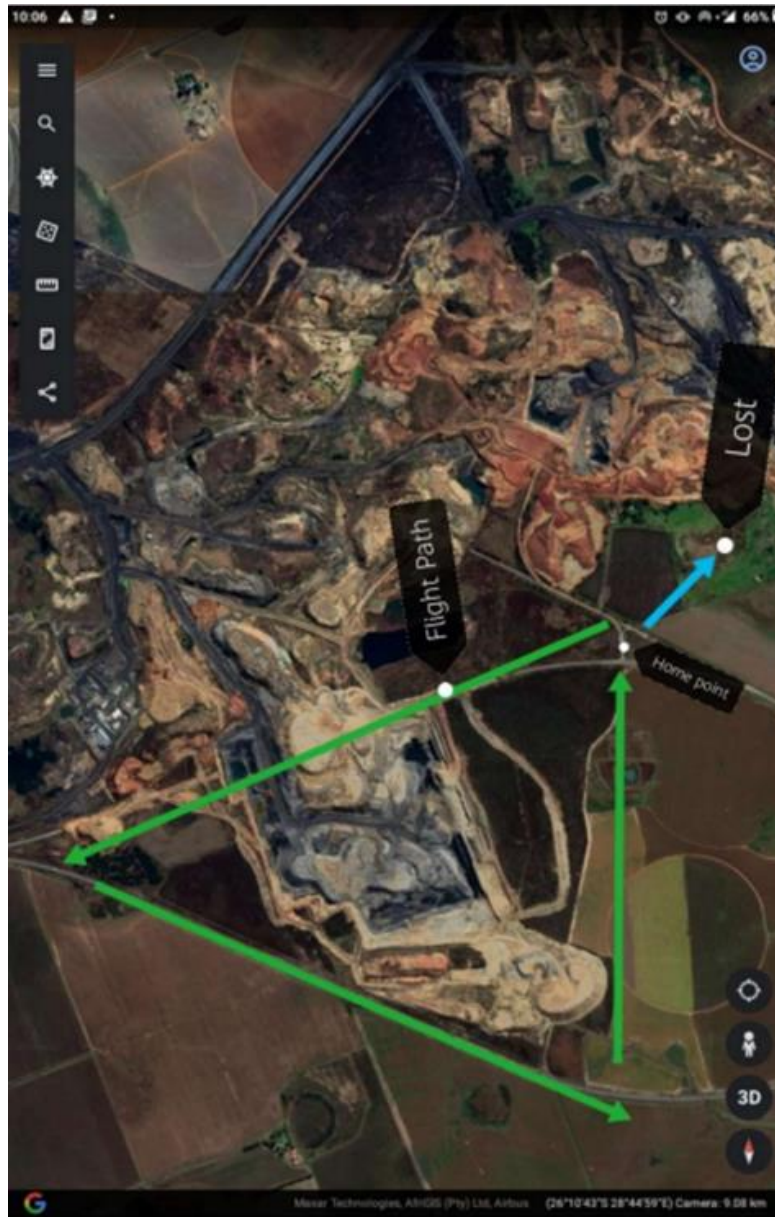 10:06
66%
Lost
Flight Path
Home point
3D
Maxar Technologies, AfriGIS (Pty) Ltd, Airbus
(26°10'43"S 28°44'59"E) Camera: 9.08 km